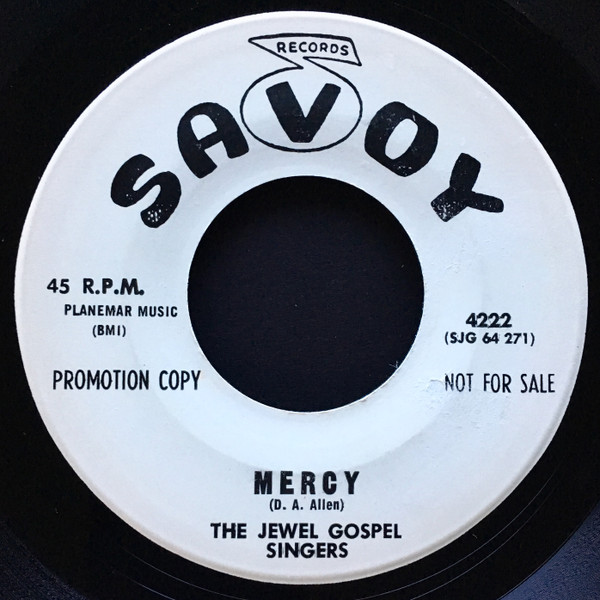 RECORDS
SAVOY
45 R.P.M.
PLANEMAR MUSIC
(BMI)
4222
(SJG 64 271)
PROMOTION COPY
NOT FOR SALE
MERCY
(D. A. Allen)
THE JEWEL GOSPEL
SINGERS